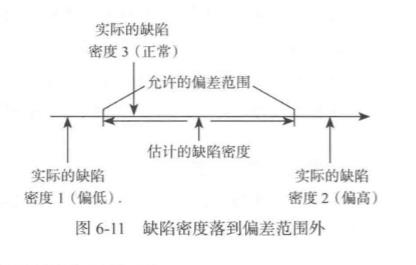 实际的缺陷
密度 3（正常）
允许的偏差范围
估计的缺陷密度
实际的缺陷
密度 1（偏低）.
实际的缺陷
密度 2（偏高）
图 6-11 缺陷密度落到偏差范围外